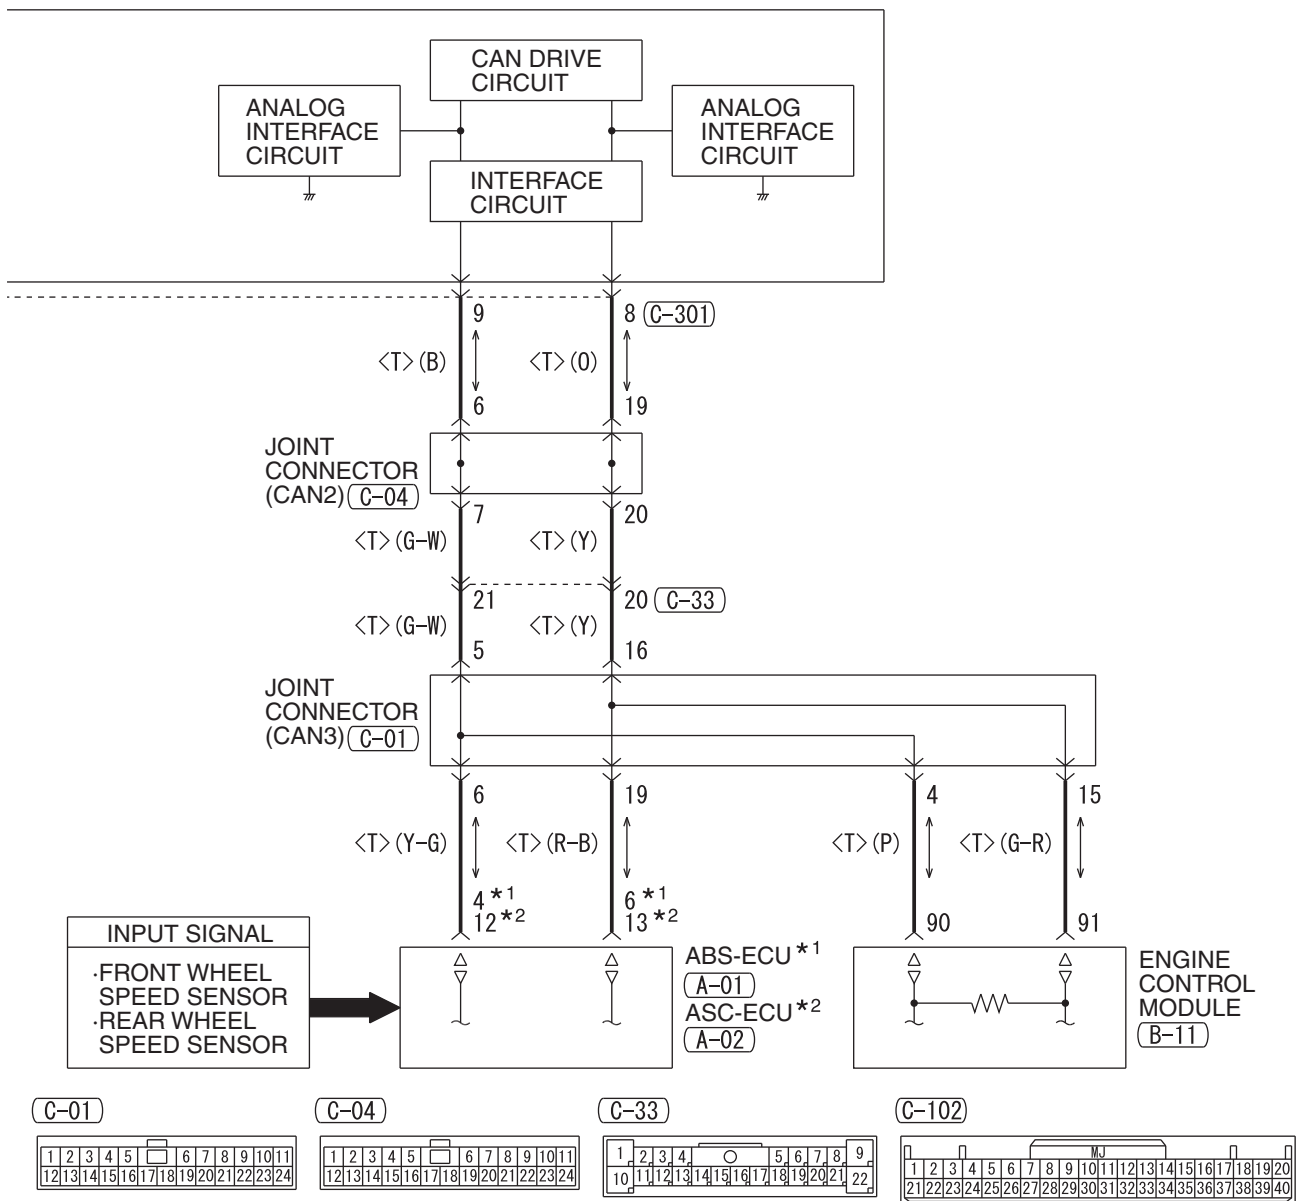 CAN DRIVE
CIRCUIT
ANALOG
INTERFACE
CIRCUIT
ANALOG
INTERFACE
CIRCUIT
INTERFACE
CIRCUIT
9
8 C-301
<T>(B)
<T>(O)
6
19
JOINT
CONNECTOR
(CAN2) C-04
7
20
<T>(G-W)
<T>(Y)
21
20 C-33
<T>(G-W)
<T>(Y)
5
16
JOINT
CONNECTOR
(CAN3) C-01
6
19
4
15
<T>(Y-G)
<T>(R-B)
<T>(P)
<T>(G-R)
4*1
12*2
6*1
13*2
90
91
INPUT SIGNAL
·FRONT WHEEL
SPEED SENSOR
·REAR WHEEL
SPEED SENSOR
ABS-ECU*1
A-01
ASC-ECU*2
A-02
ENGINE
CONTROL
MODULE
B-11
C-01
1 2 3 4 5 6 7 8 9 10 11
12 13 14 15 16 17 18 19 20 21 22 23 24
C-04
1 2 3 4 5 6 7 8 9 10 11
12 13 14 15 16 17 18 19 20 21 22 23 24
C-33
1 2 3 4 5 6 7 8 9
10 11 12 13 14 15 16 17 18 19 20 21 22
C-102
MJ
1 2 3 4 5 6 7 8 9 10 11 12 13 14 15 16 17 18 19 20
21 22 23 24 25 26 27 28 29 30 31 32 33 34 35 36 37 38 39 40